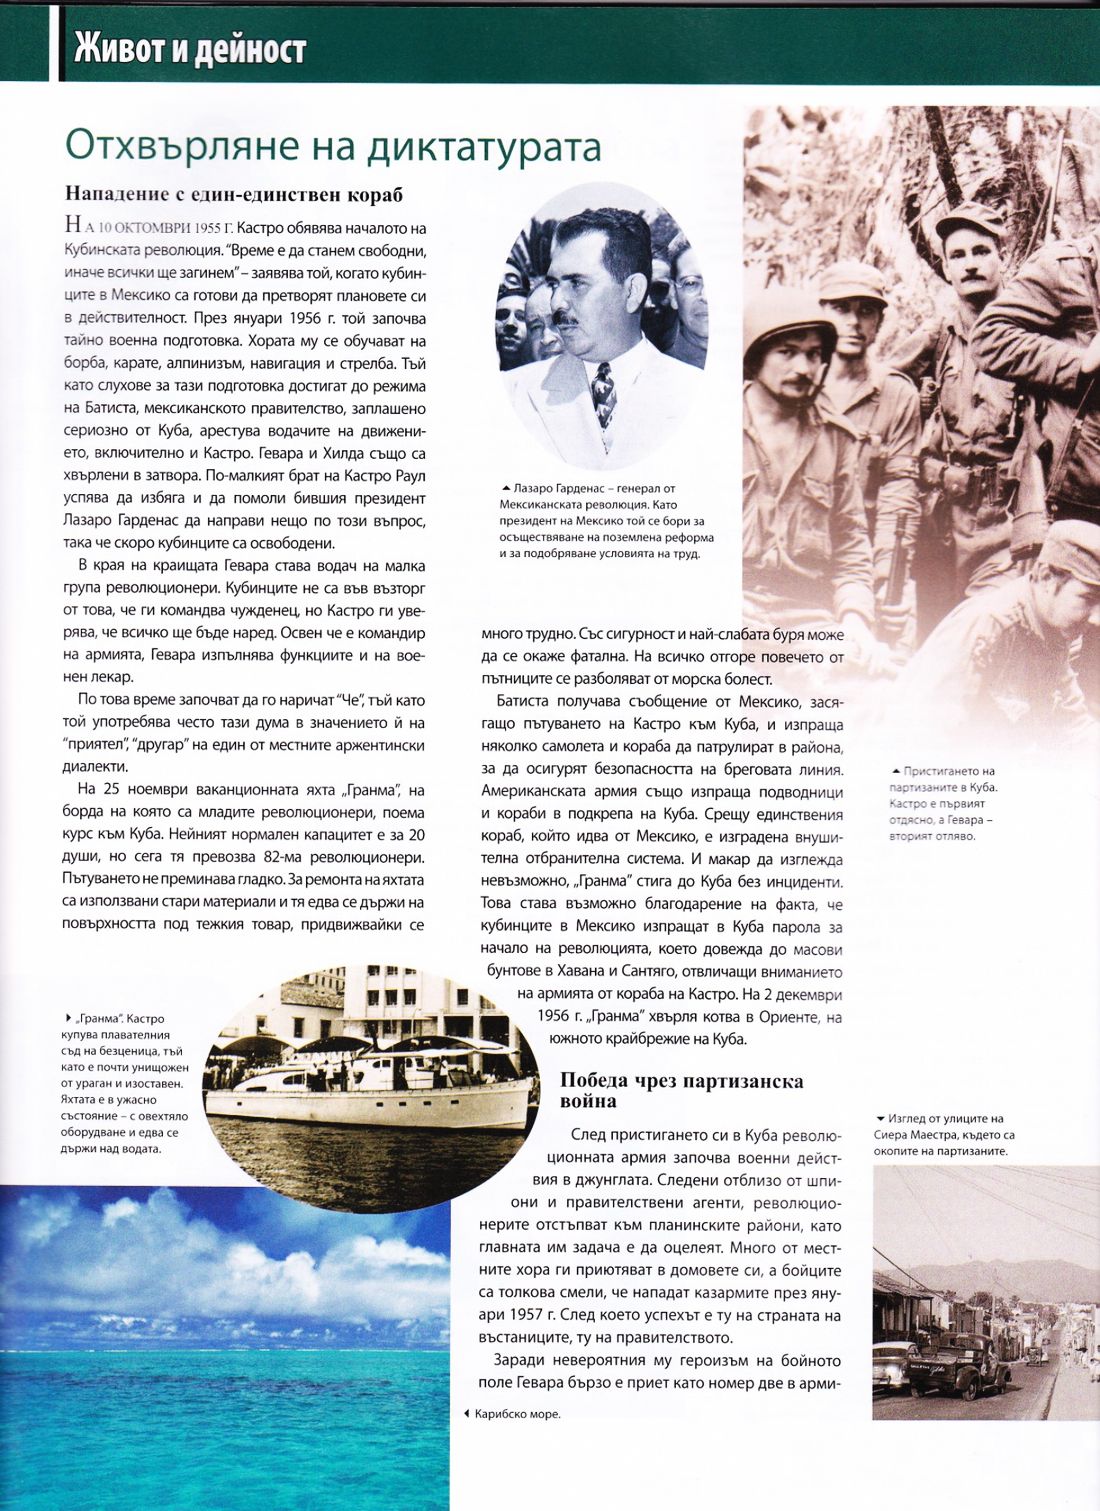 Живот и дейност
Отхвърляне на диктатурата
Нападение с един-единствен кораб
НА 10 ОКТОМВРИ 1955 Г. Кастро обявява началото на
Кубинската революция. “Време е да станем свободни,
иначе всички ще загинем” – заявява той, когато кубин-
ците в Мексико са готови да претворят плановете си
в действителност. През януари 1956 г. той започва
тайно военна подготовка. Хората му се обучават на
борба, карате, алпинизъм, навигация и стрелба. Тъй
като слухове за тази подготовка достигат до режима
на Батиста, мексиканското правителство, заплашено
сериозно от Куба, арестува водачите на движени-
ето, включително и Кастро. Гевара и Хилда също са
хвърлени в затвора. По-малкият брат на Кастро Раул
успява да избяга и да помоли бившия президент
Лазаро Гарденас да направи нещо по този въпрос,
така че скоро кубинците са освободени.
В края на краищата Гевара става водач на малка
група революционери. Кубинците не са във възторг
от това, че ги командва чужденец, но Кастро ги уве-
рява, че всичко ще бъде наред. Освен че е командир
на армията, Гевара изпълнява функциите и на вое-
нен лекар.
По това време започват да го наричат “Че”, тъй като
той употребява често тази дума в значението й на
“приятел”, “другар” на един от местните аржентински
диалекти.
На 25 ноември ваканционната яхта „Гранма”, на
борда на която са младите революционери, поема
курс към Куба. Нейният нормален капацитет е за 20
души, но сега тя превозва 82-ма революционери.
Пътуването не преминава гладко. За ремонта на яхтата
са използвани стари материали и тя едва се държи на
повърхността под тежкия товар, придвижвайки се
Лазаро Гарденас – генерал от
Мексиканската революция. Като
президент на Мексико той се бори за
осъществяване на поземлена реформа
и за подобряване условията на труд.
много трудно. Със сигурност и най-слабата буря може
да се окаже фатална. На всичко отгоре повечето от
пътниците се разболяват от морска болест.
Батиста получава съобщение от Мексико, зася-
гащо пътуването на Кастро към Куба, и изпраща
няколко самолета и кораба да патрулират в района,
за да осигурят безопасността на бреговата линия.
Американската армия също изпраща подводници
и кораби в подкрепа на Куба. Срещу единствения
кораб, който идва от Мексико, е изградена внуши-
телна отбранителна система. И макар да изглежда
невъзможно, „Гранма” стига до Куба без инциденти.
Това става възможно благодарение на факта, че
кубинците в Мексико изпращат в Куба парола за
начало на революцията, което довежда до масови
бунтове в Хавана и Сантяго, отвличащи вниманието
на армията от кораба на Кастро. На 2 декември
1956 г. „Гранма” хвърля котва в Ориенте, на
южното крайбрежие на Куба.
Победа чрез партизанска
война
След пристигането си в Куба револю-
ционната армия започва военни дейст-
вия в джунглата. Следени отблизо от шпи-
они и правителствени агенти, революцио-
нерите отстъпват към планинските райони, като
главната им задача е да оцелеят. Много от мест-
ните хора ги приютяват в домовете си, а бойците
са толкова смели, че нападат казармите през яну-
ари 1957 г. След което успехът е ту на страната на
въстаниците, ту на правителството.
Заради невероятния му героизъм на бойното
поле Гевара бързо е приет като номер две в арми-
Пристигането на
партизаните в Куба.
Кастро е първият
отдясно, а Гевара –
вторият отляво.
„Гранма”. Кастро
купува плавателния
съд на безценица, тъй
като е почти унищожен
от ураган и изоставен.
Яхтата е в ужасно
състояние – с овехтяло
оборудване и едва се
държи над водата.
Изглед от улиците на
Сиера Маестра, където са
окопите на партизаните.
Карибско море.